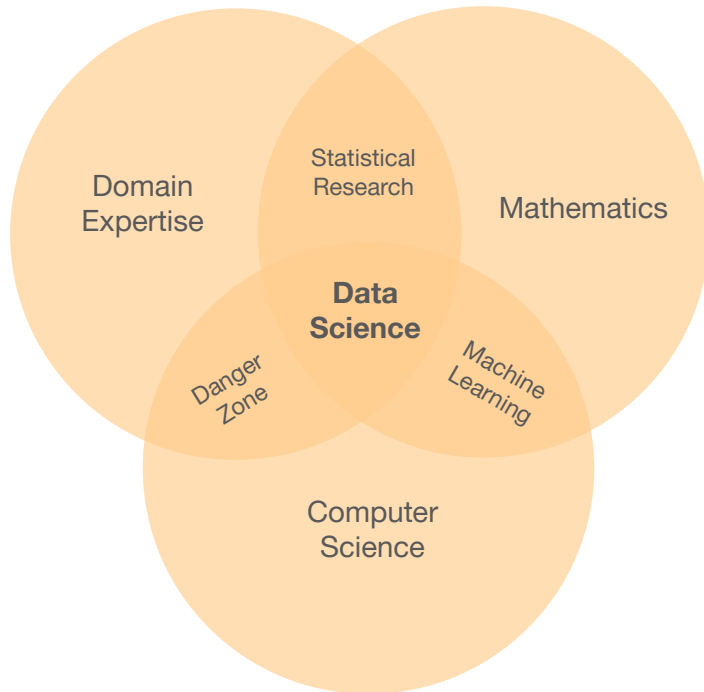 Statistical
Research
Domain
Expertise
Mathematics
Data
Science
Danger
Zone
Machine
Learning
Computer
Science